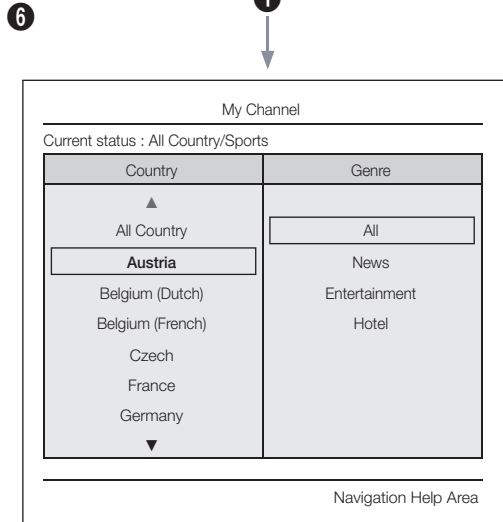 ❻
My Channel
Current status : All Country/Sports
Country Genre
▲
All Country All
Austria News
Belgium (Dutch) Entertainment
Belgium (French) Hotel
Czech
France
Germany
▼
Navigation Help Area